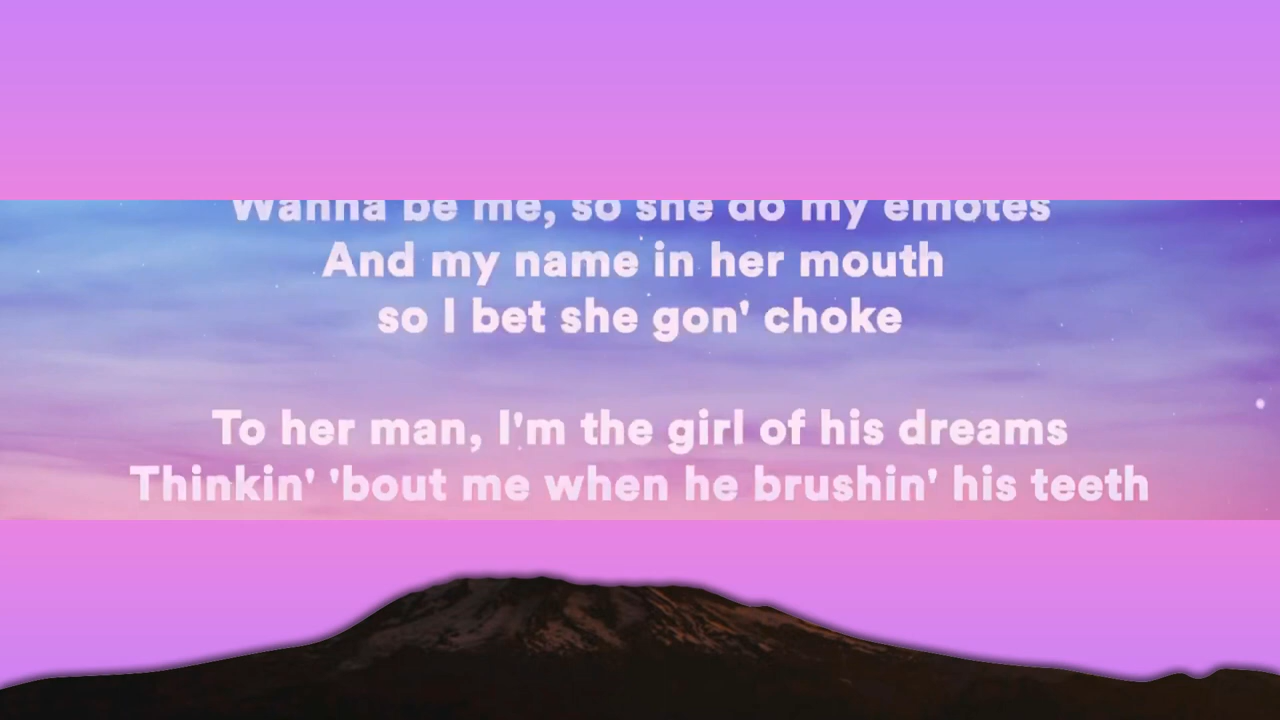 Wanna be me, so she do my emotes
And my name in her mouth
so I bet she gon' choke
To her man, I'm the girl of his dreams
Thinkin' 'bout me when he brushin' his teeth